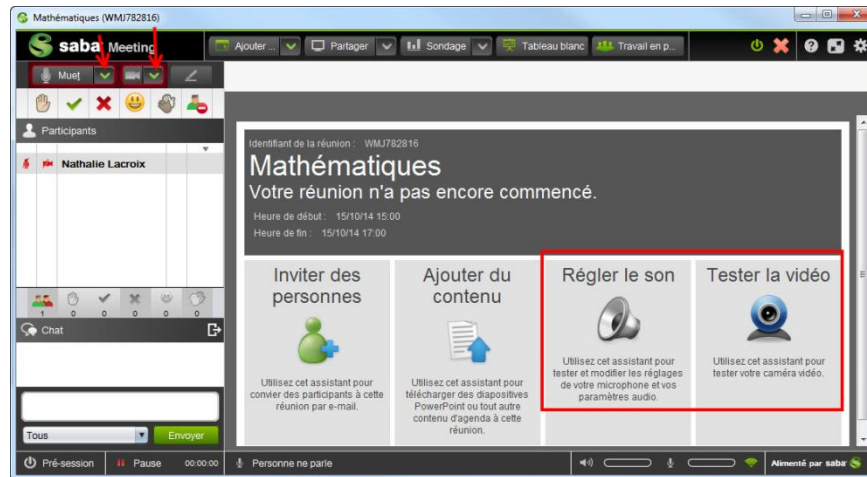 Mathématiques (WMJ782816)
saba Meeting
Ajouter ... Partager Sondage Tableau blanc Travail en p...
Muet
Participants
Nathalie Lacroix
1 0 0 0 0 0
Chat
Tous
Envoyer
Identifiant de la réunion : WMJ782816
Mathématiques
Votre réunion n'a pas encore commencé.
Heure de début : 15/10/14 15:00
Heure de fin : 15/10/14 17:00
Inviter des
personnes
Utilisez cet assistant pour
convier des participants à cette
réunion par e-mail.
Ajouter du
contenu
Utilisez cet assistant pour
télécharger des diapositives
PowerPoint ou tout autre
contenu d'agenda à cette
réunion.
Régler le son
Utilisez cet assistant pour
tester et modifier les réglages
de votre microphone et vos
paramètres audio.
Tester la vidéo
Utilisez cet assistant pour
tester votre caméra vidéo.
Pré-session Pause 00:00:00 Personne ne parle Alimenté par saba